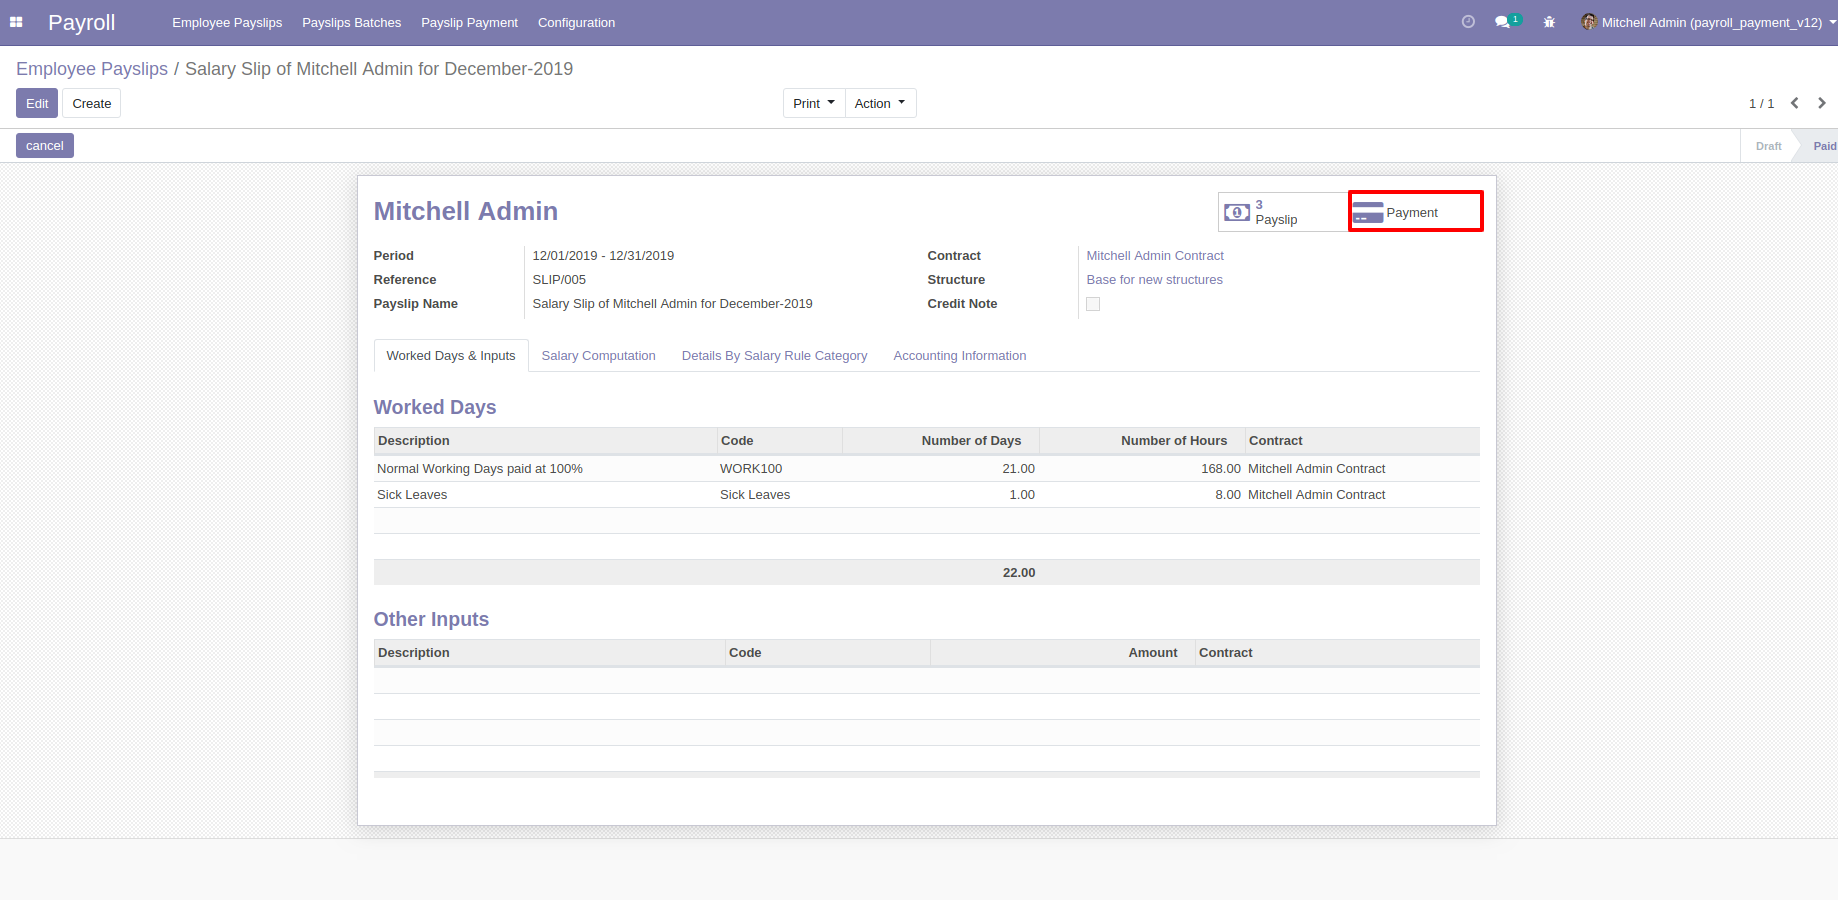 Payroll Employee Payslips Payslips Batches Payslip Payment Configuration 1 Mitchell Admin (payroll_payment_v12)
Employee Payslips / Salary Slip of Mitchell Admin for December-2019
Edit Create Print Action 1 / 1
cancel Draft Paid
Mitchell Admin
3
Payslip
Payment
Period 12/01/2019 - 12/31/2019 Contract Mitchell Admin Contract
Reference SLIP/005 Structure Base for new structures
Payslip Name Salary Slip of Mitchell Admin for December-2019 Credit Note
Worked Days & Inputs Salary Computation Details By Salary Rule Category Accounting Information
Worked Days
Description Code Number of Days Number of Hours Contract
Normal Working Days paid at 100% WORK100 21.00 168.00 Mitchell Admin Contract
Sick Leaves Sick Leaves 1.00 8.00 Mitchell Admin Contract
22.00
Other Inputs
Description Code Amount Contract